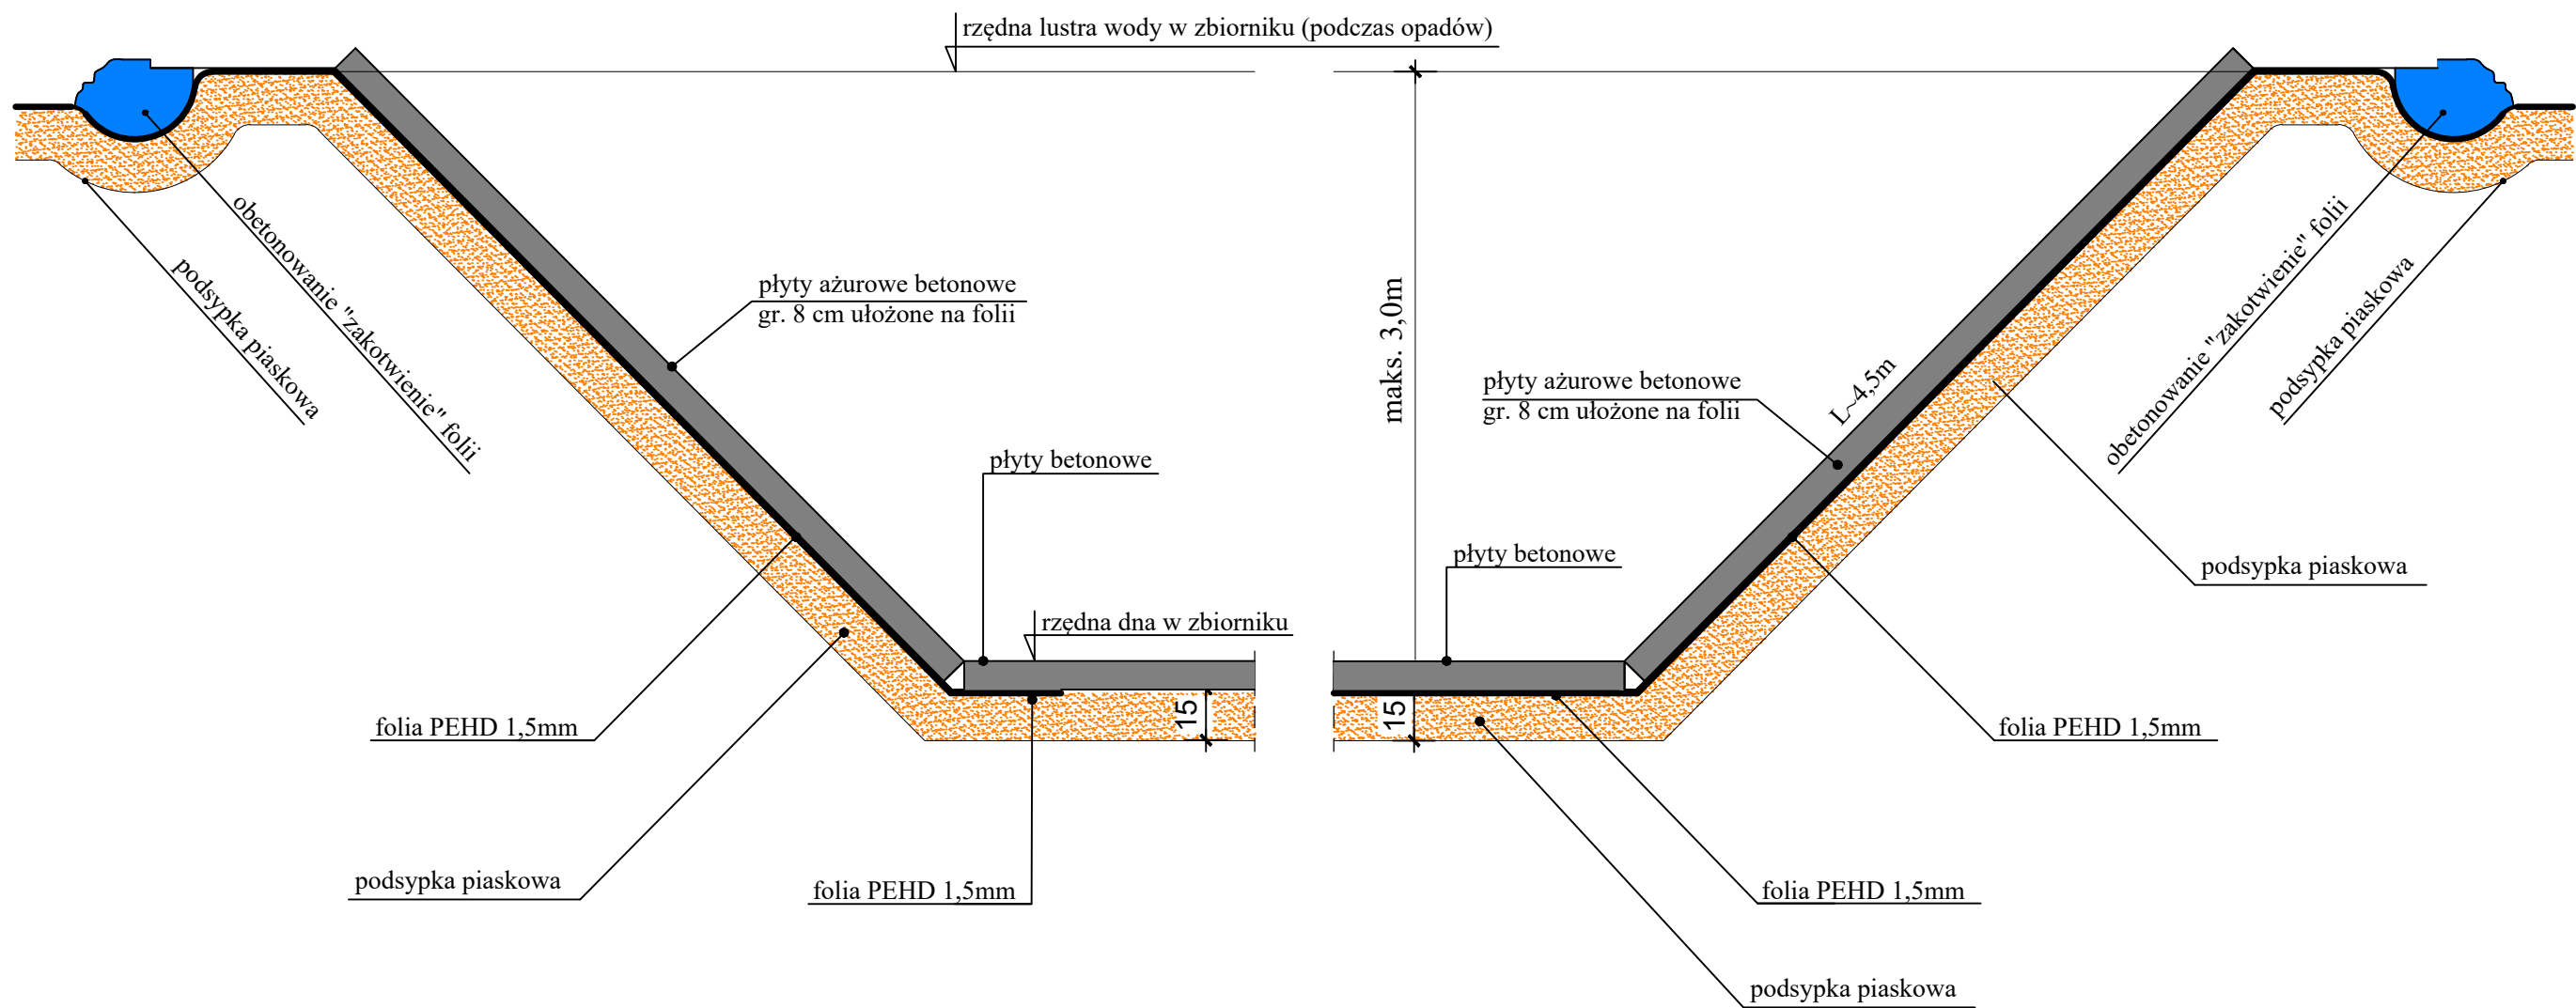 rzędna lustra wody w zbiorniku (podczas opadów)
obetonowanie "zakotwienie" folii
podsypka piaskowa
płyty ażurowe betonowe
gr. 8 cm ułożone na folii
płyty betonowe
rzędna dna w zbiorniku
folia PEHD 1,5mm
podsypka piaskowa
folia PEHD 1,5mm
15
maks. 3,0m
płyty ażurowe betonowe
gr. 8 cm ułożone na folii
L~4,5m
obetonowanie "zakotwienie" folii
podsypka piaskowa
płyty betonowe
podsypka piaskowa
15
folia PEHD 1,5mm
folia PEHD 1,5mm
podsypka piaskowa